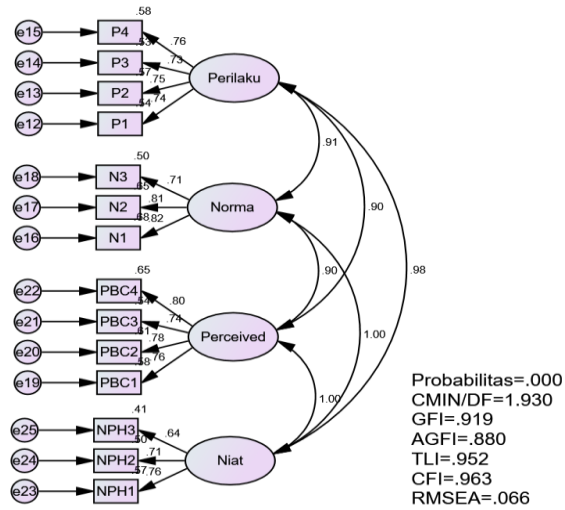 .58
e15 P4 .76
.53
e14 P3 .73
.57
e13 P2 .75
.54
e12 P1 .74
Perilaku
.91
.50
e18 N3 .71
.65
e17 N2 .81
.68
e16 N1 .82
Norma
.90
.90
.98
.65
e22 PBC4 .80
.54
e21 PBC3 .74
.61
e20 PBC2 .78
.58
e19 PBC1 .76
Perceived
1.00
1.00
.41
e25 NPH3 .64
.50
e24 NPH2 .71
.57
e23 NPH1 .76
Niat
Probabilitas=.000
CMIN/DF=1.930
GFI=.919
AGFI=.880
TLI=.952
CFI=.963
RMSEA=.066